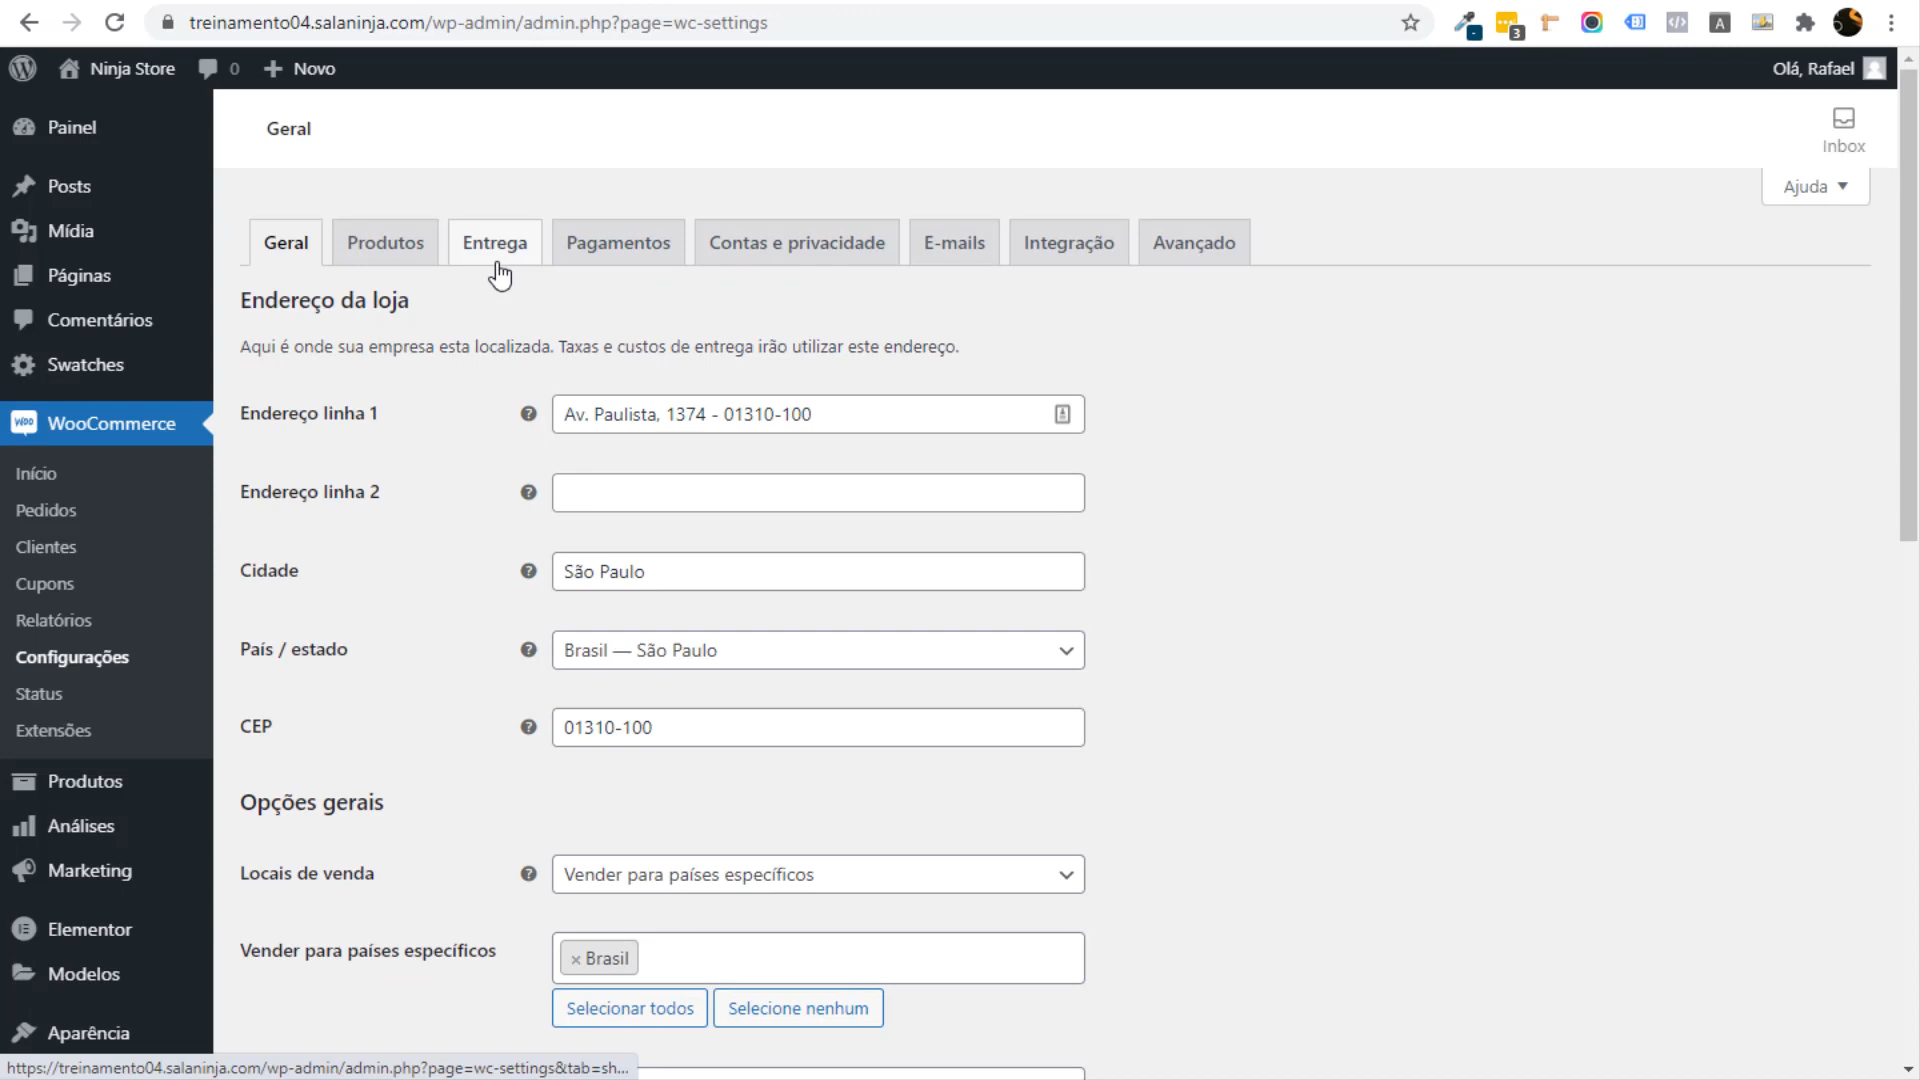 treinamento04.salaninja.com/wp-admin/admin.php?page=wc-settings
3
A
Ninja Store
0
Novo
Olá, Rafael
Painel
Posts
Mídia
Páginas
Comentários
Swatches
WooCommerce
Início
Pedidos
Clientes
Cupons
Relatórios
Configurações
Status
Extensões
Produtos
Análises
Marketing
Elementor
Modelos
Aparência
Geral
Inbox
Ajuda
Geral
Produtos
Entrega
Pagamentos
Contas e privacidade
E-mails
Integração
Avançado
Endereço da loja
Aqui é onde sua empresa esta localizada. Taxas e custos de entrega irão utilizar este endereço.
Endereço linha 1
Av. Paulista, 1374 - 01310-100
Endereço linha 2
Cidade
São Paulo
País / estado
Brasil — São Paulo
CEP
01310-100
Opções gerais
Locais de venda
Vender para países específicos
Vender para países específicos
× Brasil
Selecionar todos
Selecione nenhum
https://treinamento04.salaninja.com/wp-admin/admin.php?page=wc-settings&tab=sh...